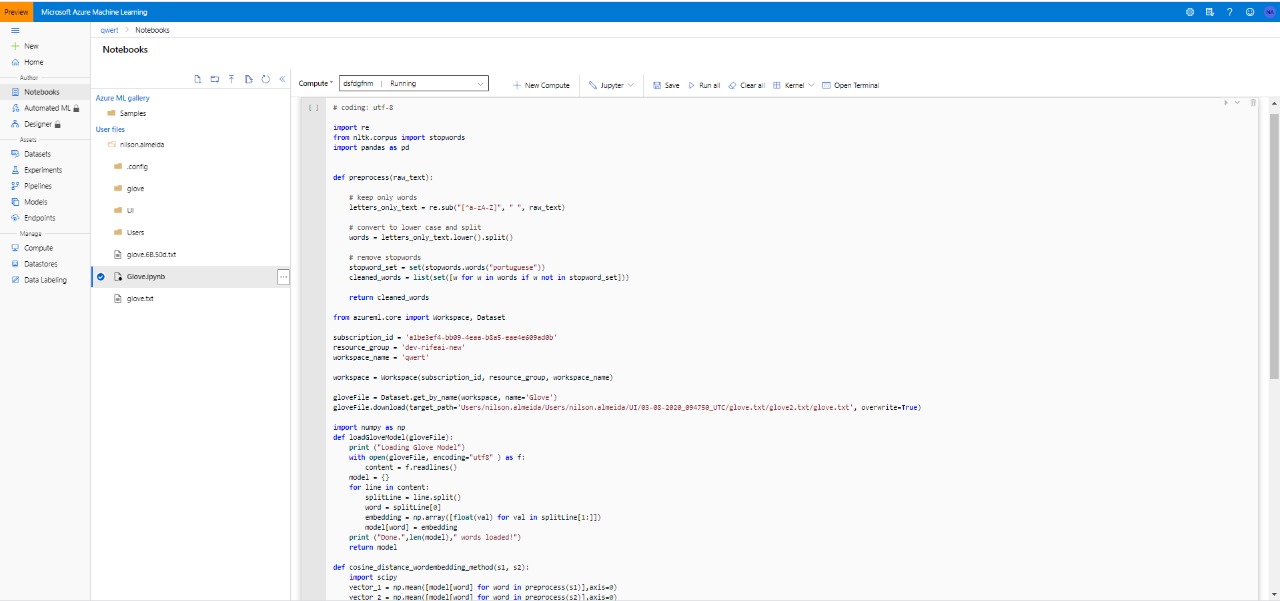 Preview Microsoft Azure Machine Learning ? NA
qwert > Notebooks
New
Home
Author
Notebooks
Automated ML
Designer
Assets
Datasets
Experiments
Pipelines
Models
Endpoints
Manage
Compute
Datastores
Data Labeling
Notebooks
Azure ML gallery
Samples
User files
nilson.almeida
.config
glove
UI
Users
glove.6B.50d.txt
Glove.ipynb ...
glove.txt
Compute * dsfdgfnm | Running New Compute Jupyter Save Run all Clear all Kernel Open Terminal
[ ] # coding: utf-8
import re
from nltk.corpus import stopwords
import pandas as pd
def preprocess(raw_text):
# keep only words
letters_only_text = re.sub("[^a-zA-Z]", " ", raw_text)
# convert to lower case and split
words = letters_only_text.lower().split()
# remove stopwords
stopword_set = set(stopwords.words("portuguese"))
cleaned_words = list(set([w for w in words if w not in stopword_set]))
return cleaned_words
from azureml.core import Workspace, Dataset
subscription_id = 'a1be3ef4-bb09-4eaa-b8a5-eae4e609ad0b'
resource_group = 'dev-rifeai-new'
workspace_name = 'qwert'
workspace = Workspace(subscription_id, resource_group, workspace_name)
gloveFile = Dataset.get_by_name(workspace, name='Glove')
gloveFile.download(target_path='Users/nilson.almeida/Users/nilson.almeida/UI/03-08-2020_094750_UTC/glove.txt/glove2.txt/glove.txt', overwrite=True)
import numpy as np
def loadGloveModel(gloveFile):
print ("Loading Glove Model")
with open(gloveFile, encoding="utf8" ) as f:
content = f.readlines()
model = {}
for line in content:
splitLine = line.split()
word = splitLine[0]
embedding = np.array([float(val) for val in splitLine[1:]])
model[word] = embedding
print ("Done.",len(model)," words loaded!")
return model
def cosine_distance_wordembedding_method(s1, s2):
import scipy
vector_1 = np.mean([model[word] for word in preprocess(s1)],axis=0)
vector_2 = np.mean([model[word] for word in preprocess(s2)],axis=0)